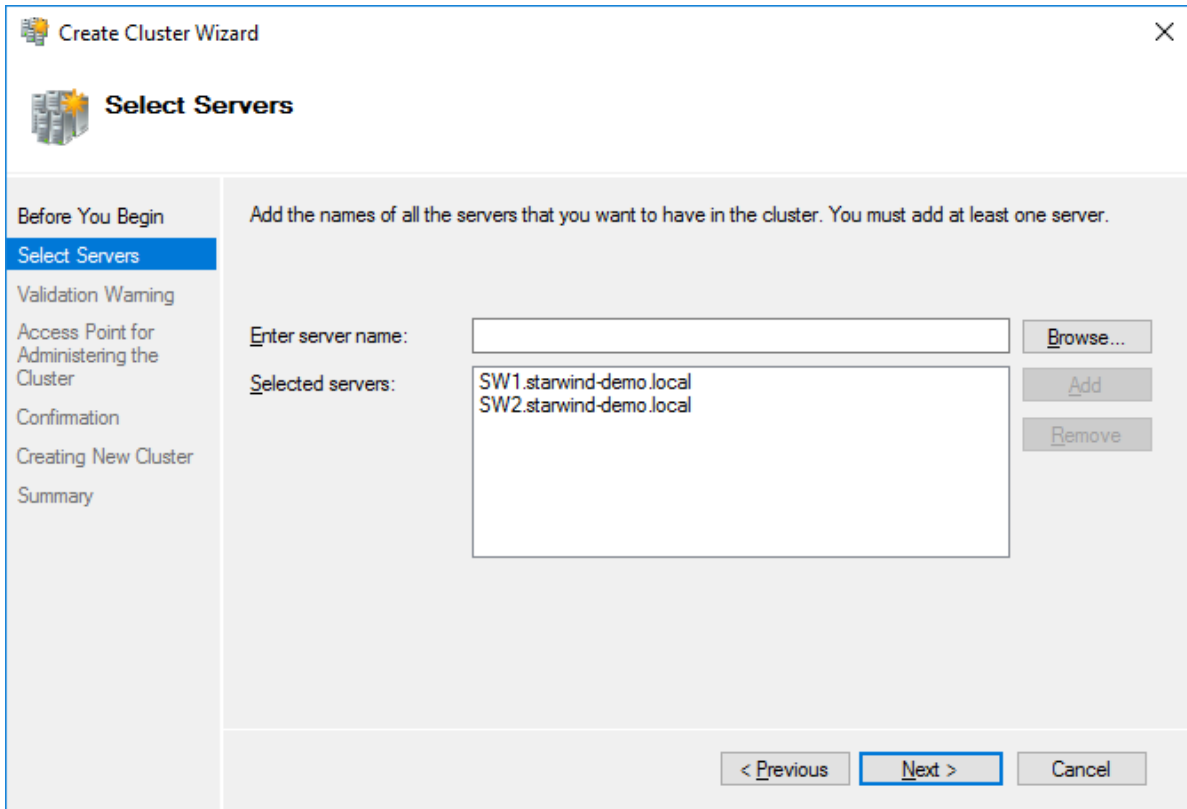 Create Cluster Wizard
Select Servers
Before You Begin
Select Servers
Validation Warning
Access Point for
Administering the
Cluster
Confirmation
Creating New Cluster
Summary
Add the names of all the servers that you want to have in the cluster. You must add at least one server.
Enter server name:
Browse...
Selected servers:
SW1.starwind-demo.local
SW2.starwind-demo.local
Add
Remove
< Previous
Next >
Cancel